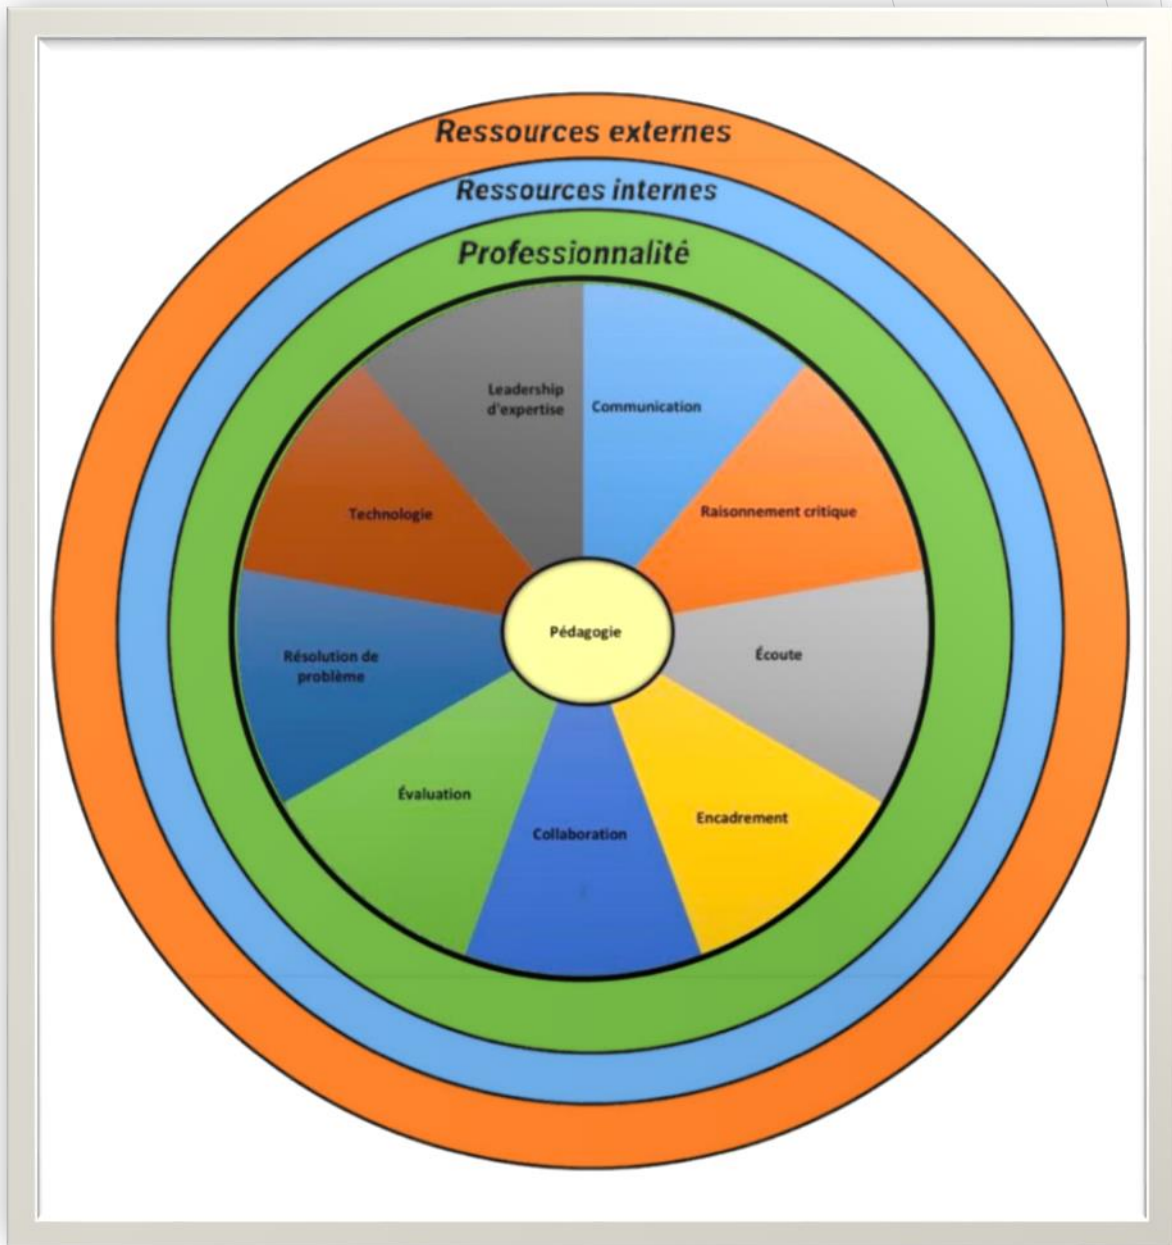 Ressources externes
Ressources internes
Professionnalité
Leadership
d'expertise
Communication
Technologie
Raisonnement critique
Pédagogie
Résolution de
problème
Écoute
Évaluation
Collaboration
Encadrement